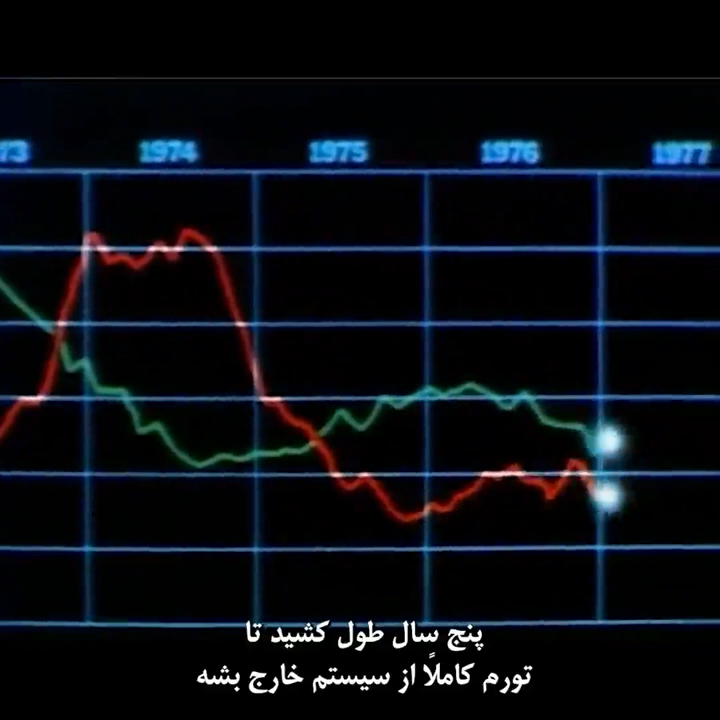 73 1974 1975 1976 1977
پنج سال طول کشید تا
تورم کاملاً از سیستم خارج بشه